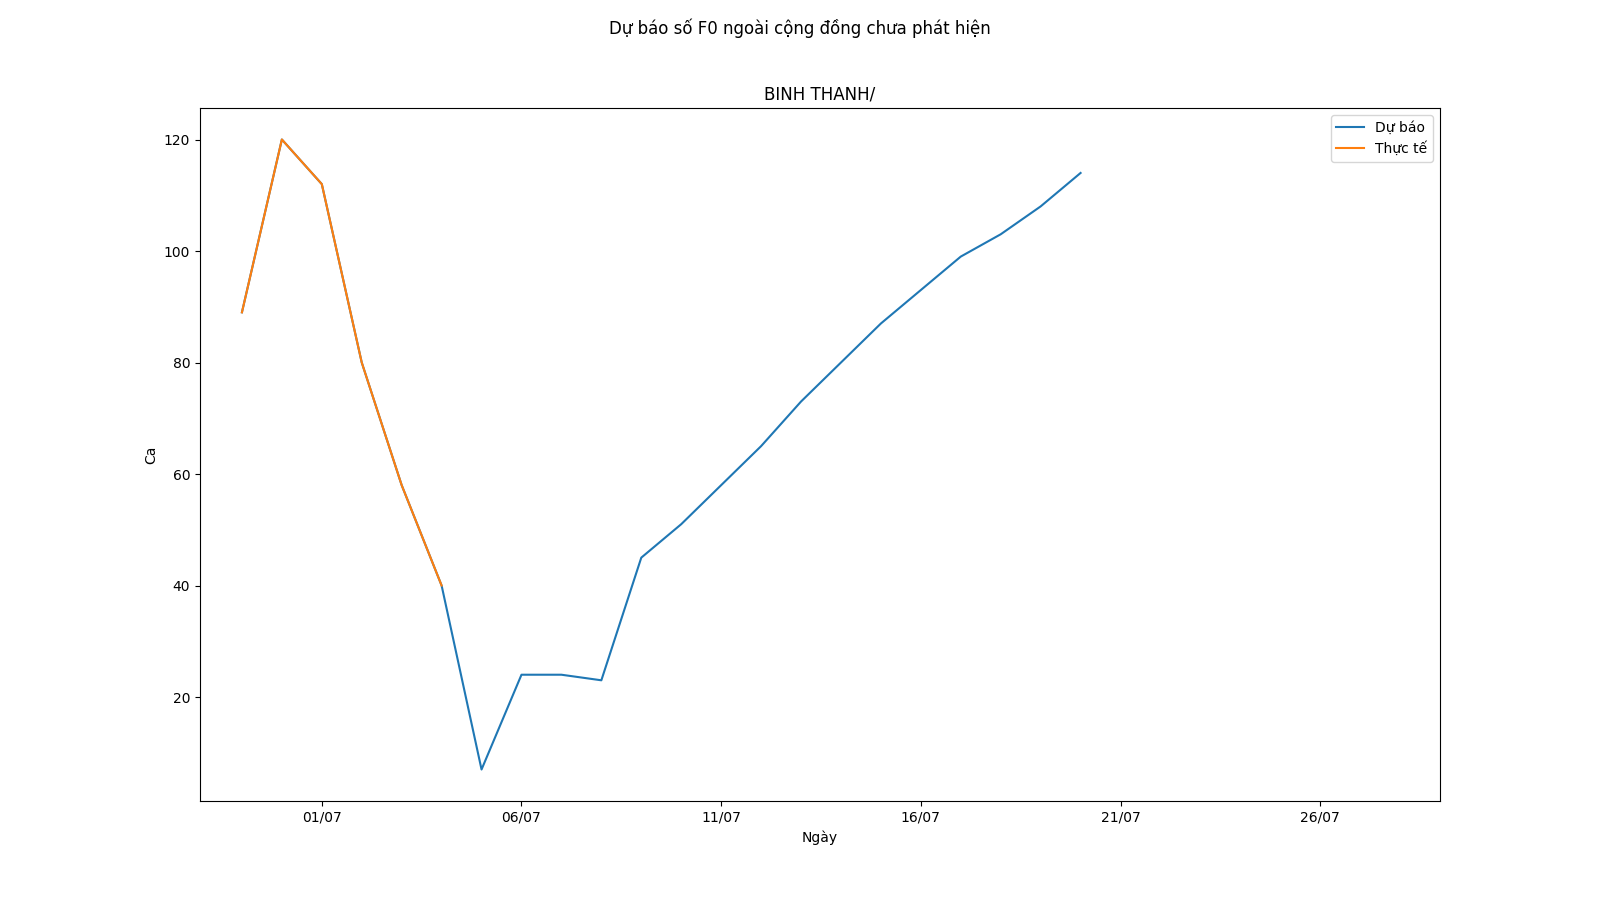 Dự báo số F0 ngoài cộng đồng chưa phát hiện
BINH THANH/
Dự báo
Thực tế
120
100
80
60
40
20
Ca
01/07
06/07
11/07
16/07
21/07
26/07
Ngày